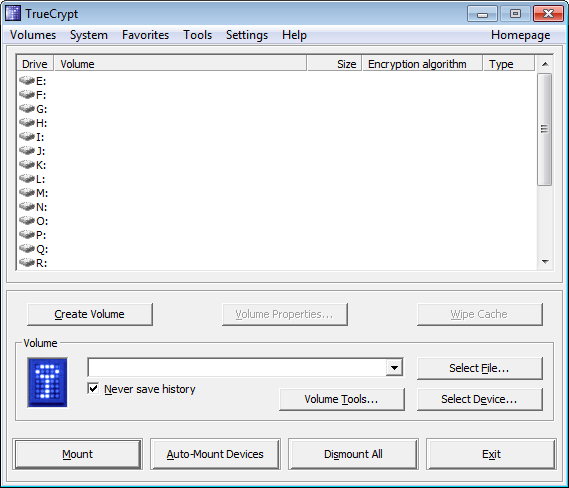 TrueCrypt
Volumes System Favorites Tools Settings Help Homepage
Drive Volume Size Encryption algorithm Type
E:
F:
G:
H:
I:
J:
K:
L:
M:
N:
O:
P:
Q:
R:
Create Volume Volume Properties... Wipe Cache
Volume
Select File...
Never save history
Volume Tools... Select Device...
Mount Auto-Mount Devices Dismount All Exit